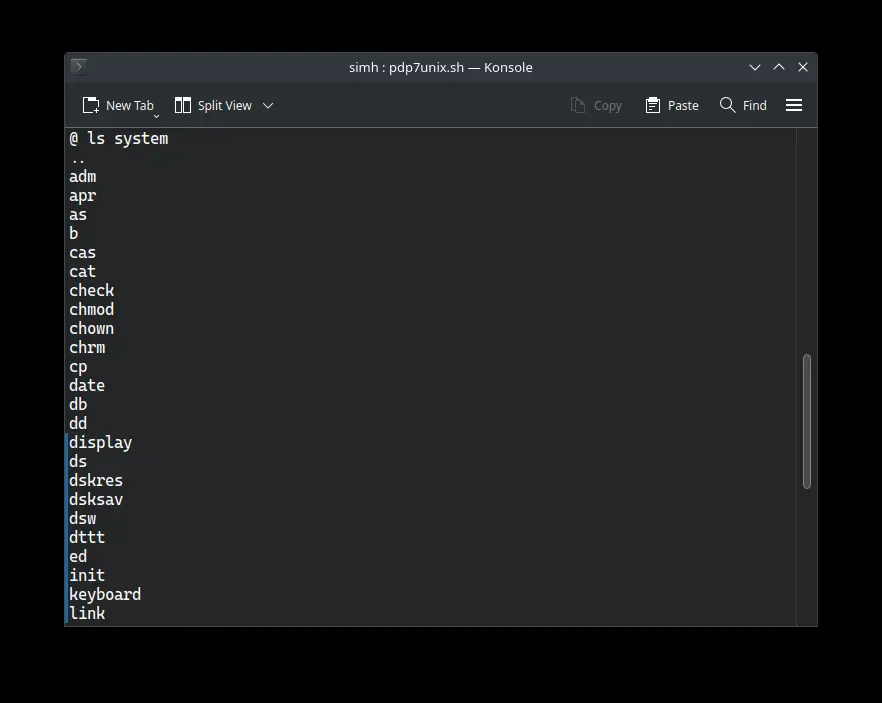 simh : pdp7unix.sh — Konsole
New Tab Split View Copy Paste Find
@ ls system
..
adm
apr
as
b
cas
cat
check
chmod
chown
chrm
cp
date
db
dd
display
ds
dskres
dsksav
dsw
dttt
ed
init
keyboard
link